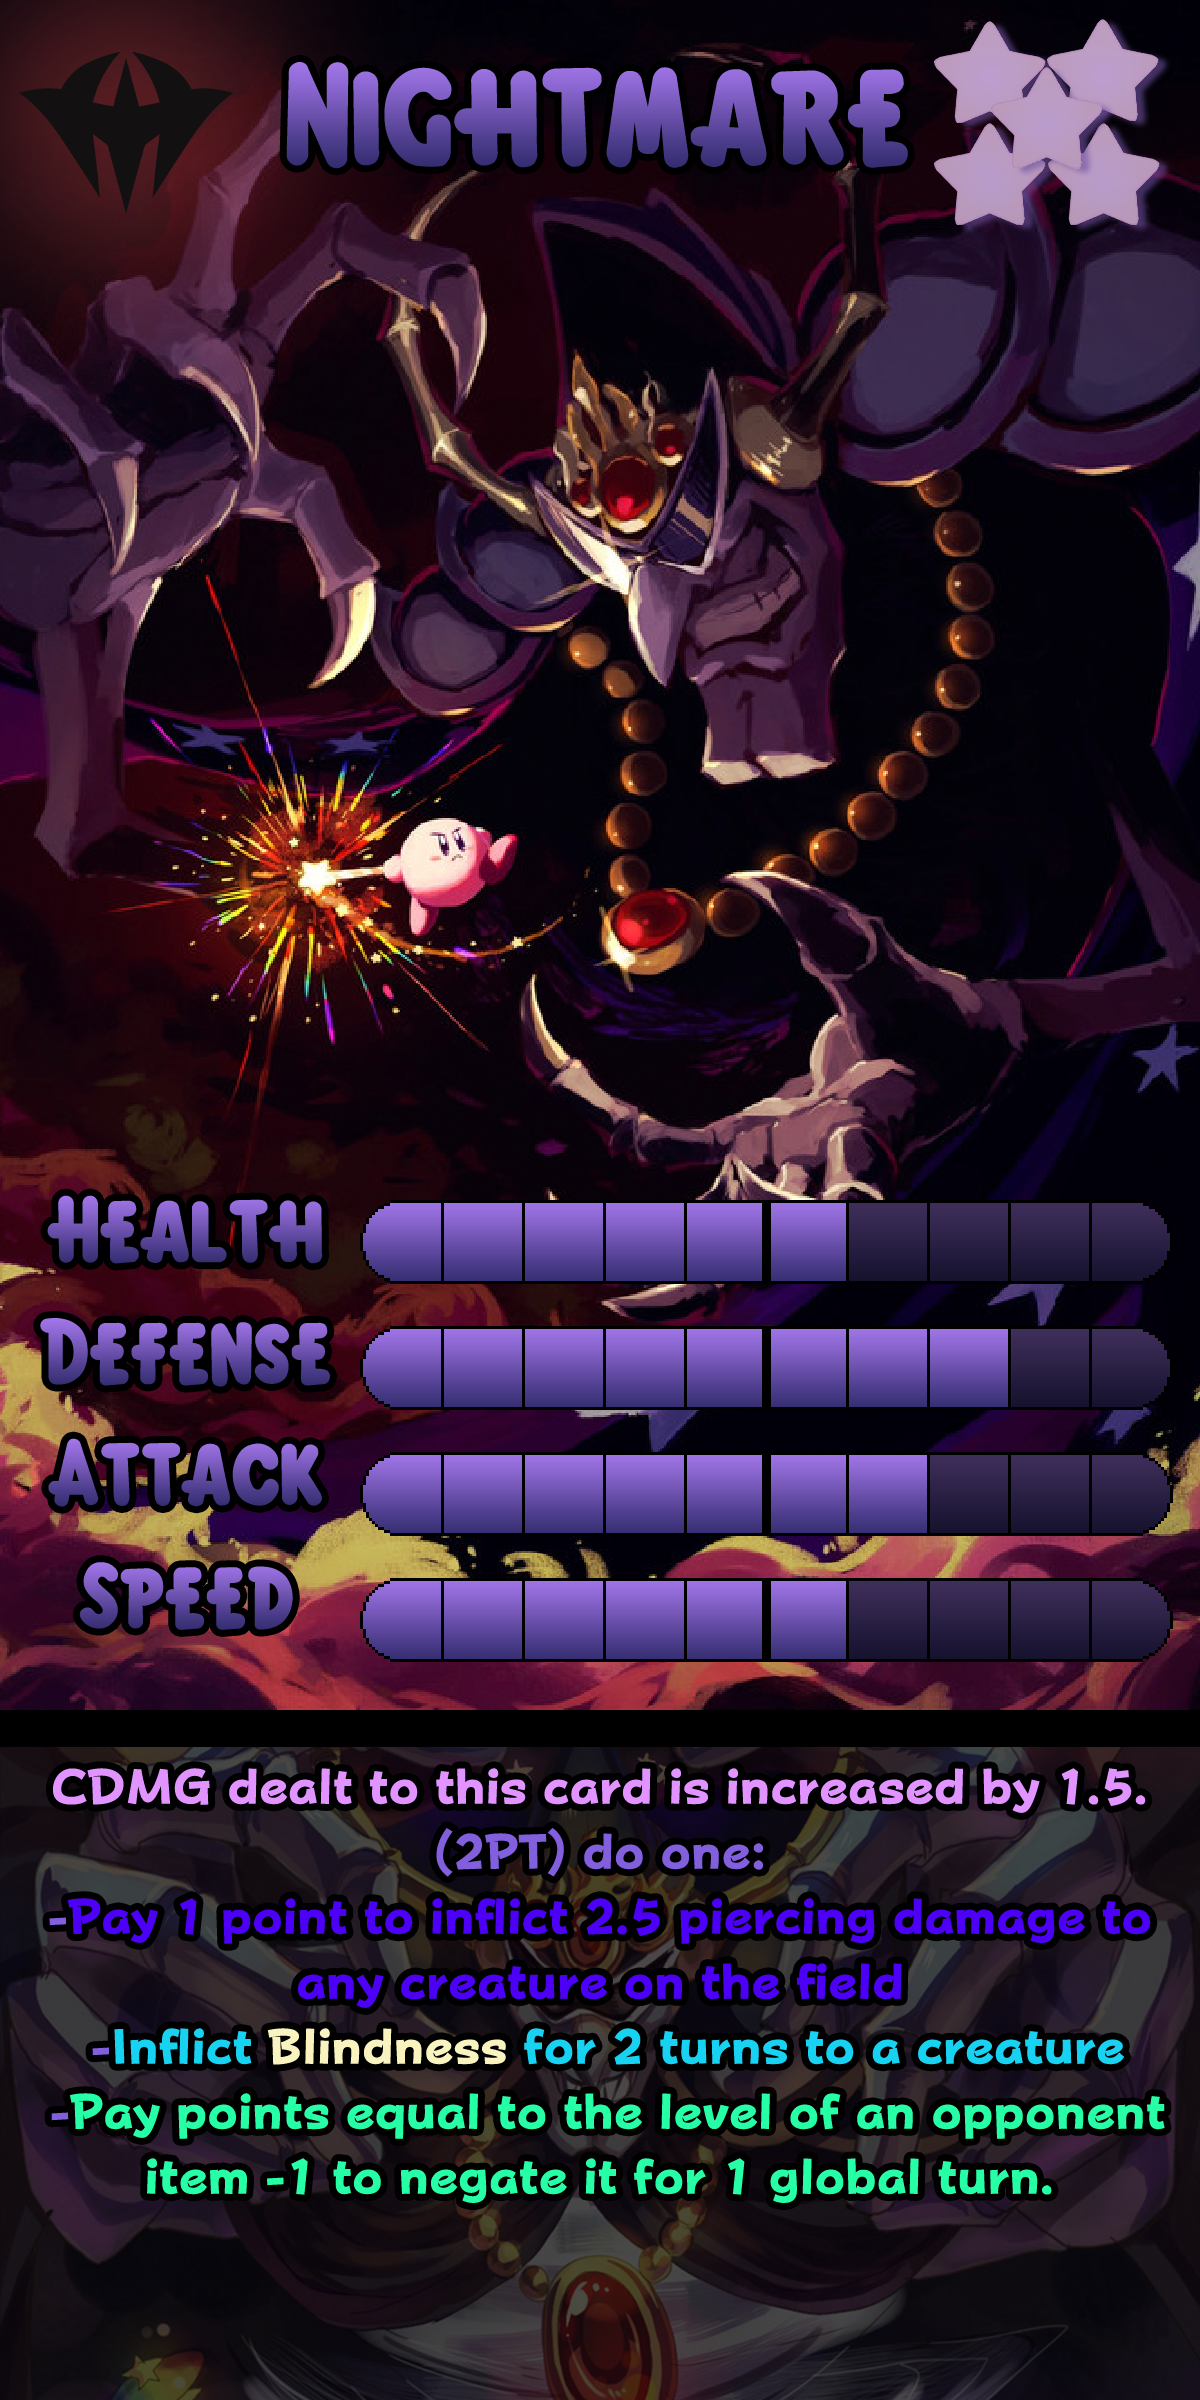 NIGHTMARE
HEALTH
DEFENSE
ATTACK
SPEED
CDMG dealt to this card is increased by 1.5.
(2PT) do one:
-Pay 1 point to inflict 2.5 piercing damage to
any creature on the field
-Inflict Blindness for 2 turns to a creature
-Pay points equal to the level of an opponent
item -1 to negate it for 1 global turn.